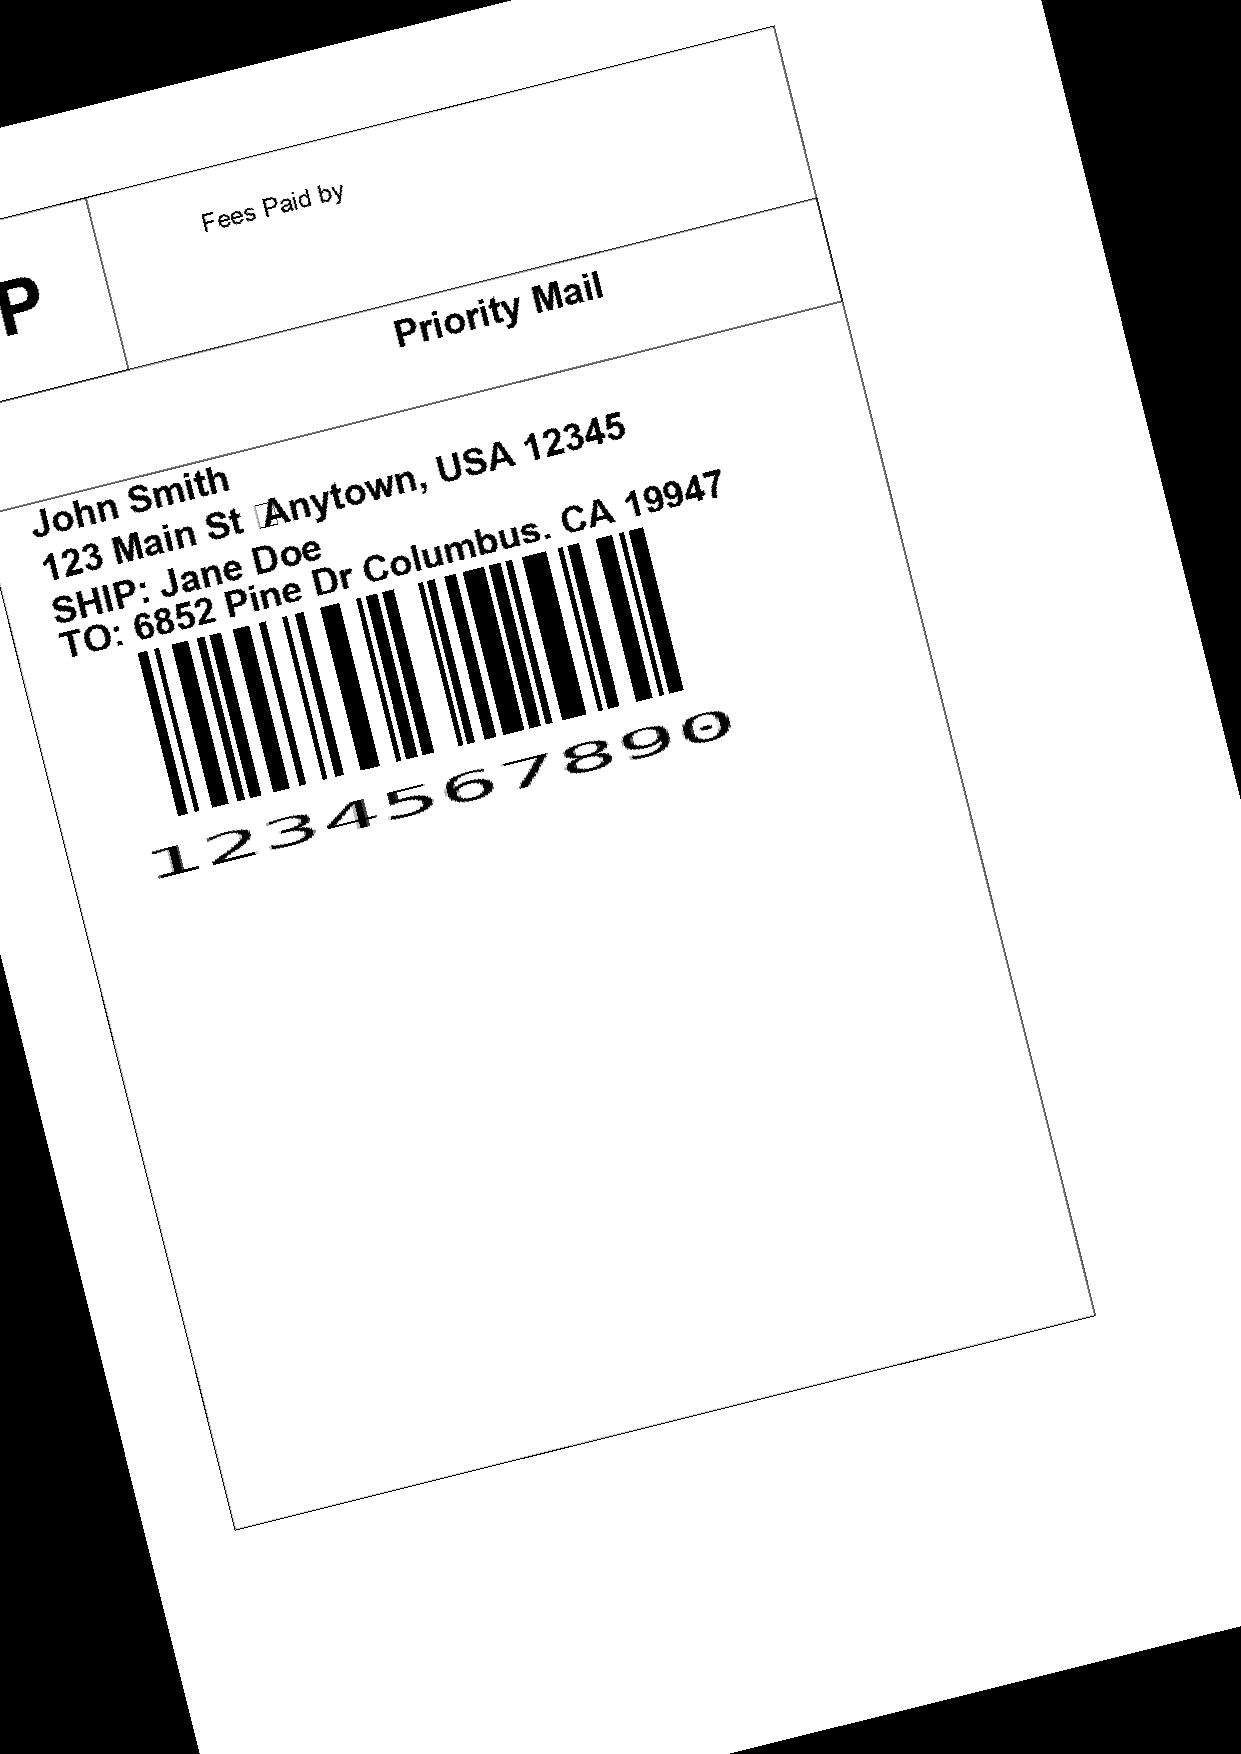 Fees Paid by
P
Priority Mail
John Smith
123 Main St Anytown, USA 12345
SHIP: Jane Doe
TO: 6852 Pine Dr Columbus. CA 19947
1234567890